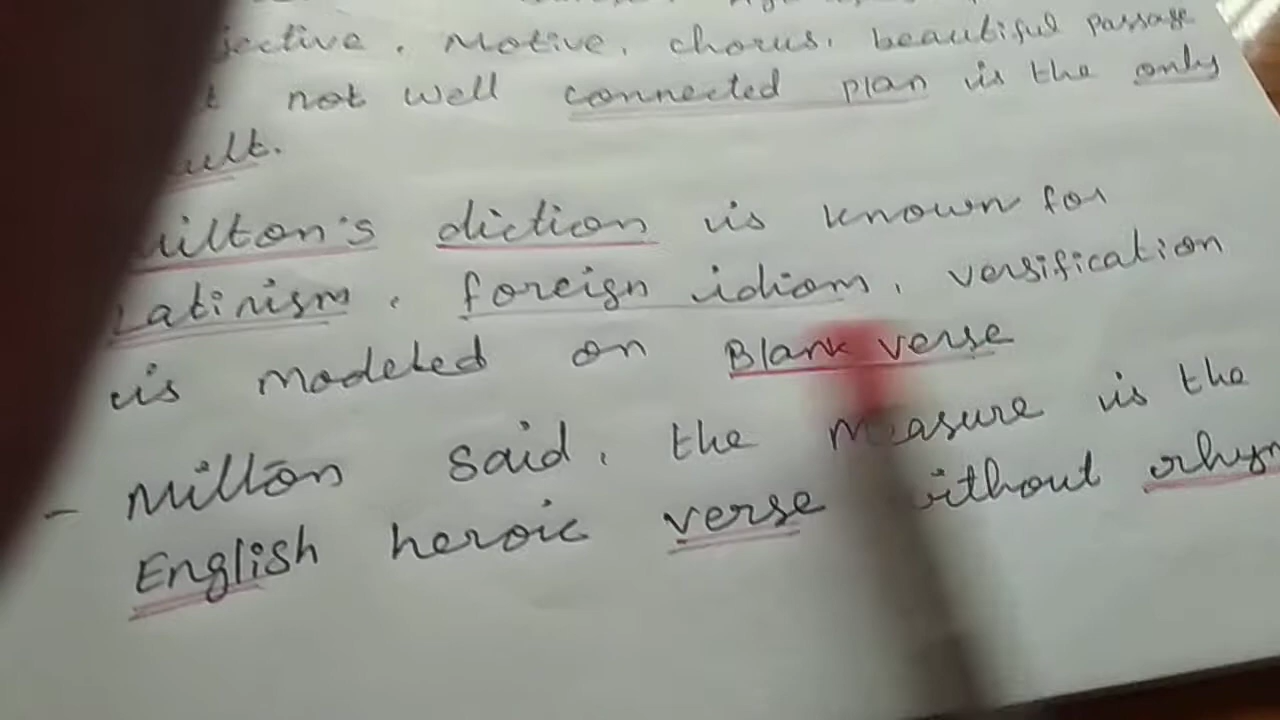 jective, Motive, chorus, beautiful passage
t not well connected plan is the only
ult.
ilton's diction is known for
Latinism, foreign idiom, versification
is modeled on Blank verse
- Milton said, the measure is the
English heroic verse without rhym